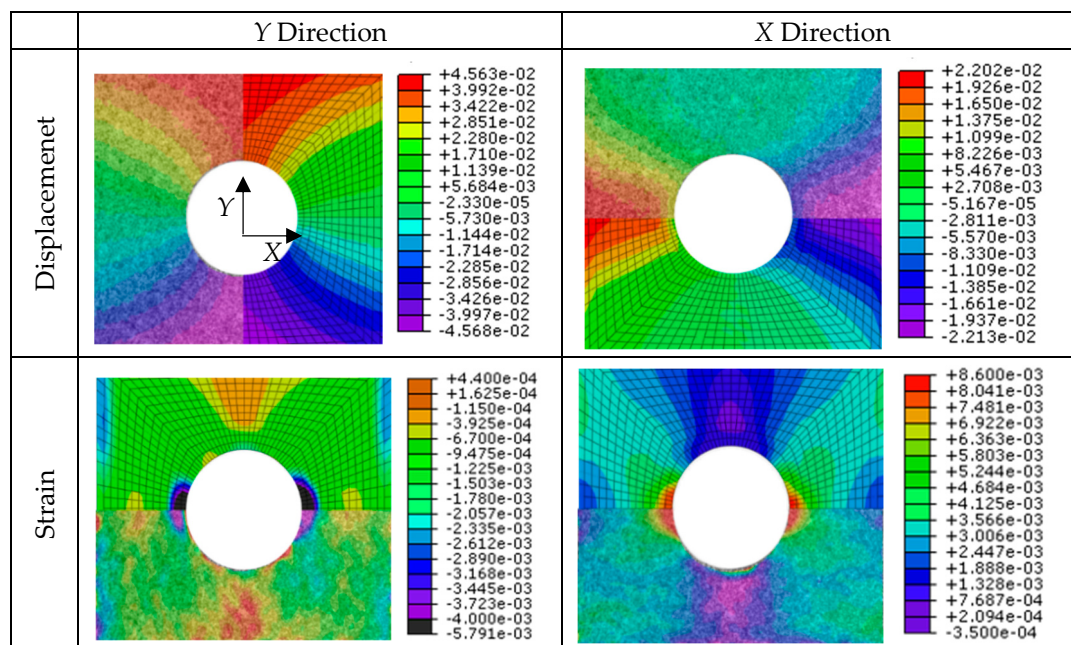 Y Direction
X Direction
Displacemenet
Y
X
+4.563e-02
+3.992e-02
+3.422e-02
+2.851e-02
+2.280e-02
+1.710e-02
+1.139e-02
+5.684e-03
-2.330e-05
-5.730e-03
-1.144e-02
-1.714e-02
-2.285e-02
-2.856e-02
-3.426e-02
-3.997e-02
-4.568e-02
+2.202e-02
+1.926e-02
+1.650e-02
+1.375e-02
+1.099e-02
+8.226e-03
+5.467e-03
+2.708e-03
-5.167e-05
-2.811e-03
-5.570e-03
-8.330e-03
-1.109e-02
-1.385e-02
-1.661e-02
-1.937e-02
-2.213e-02
Strain
+4.400e-04
+1.625e-04
-1.150e-04
-3.925e-04
-6.700e-04
-9.475e-04
-1.225e-03
-1.503e-03
-1.780e-03
-2.057e-03
-2.335e-03
-2.612e-03
-2.890e-03
-3.168e-03
-3.445e-03
-3.723e-03
-4.000e-03
-5.791e-03
+8.600e-03
+8.041e-03
+7.481e-03
+6.922e-03
+6.363e-03
+5.803e-03
+5.244e-03
+4.684e-03
+4.125e-03
+3.566e-03
+3.006e-03
+2.447e-03
+1.888e-03
+1.328e-03
+7.687e-04
+2.094e-04
-3.500e-04